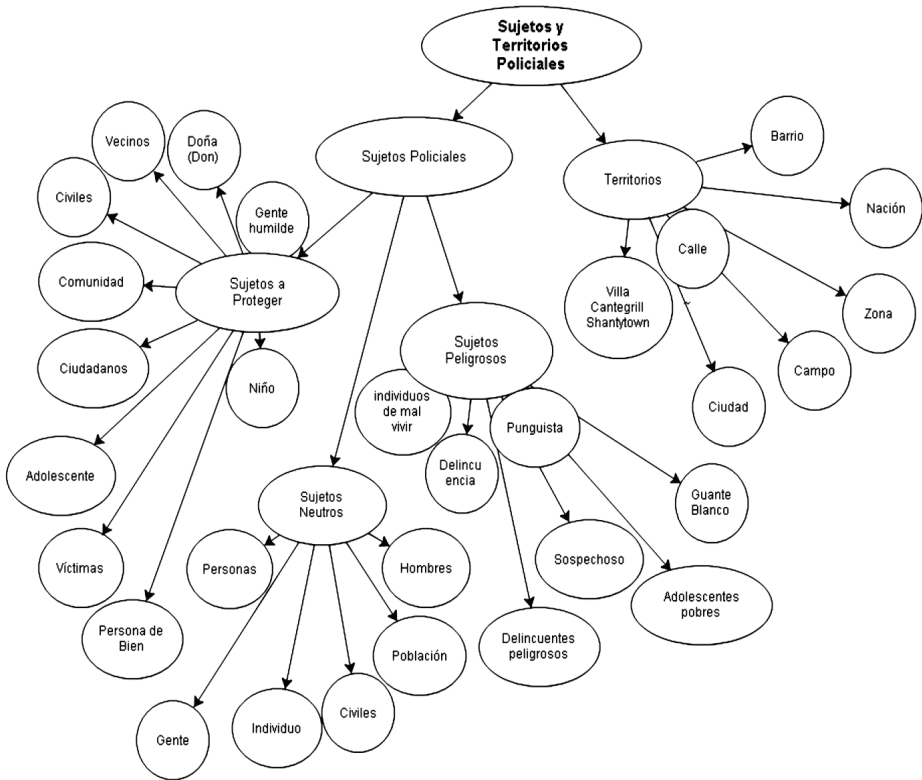 Sujetos y
Territorios
Policiales
Sujetos Policiales
Territorios
Barrio
Nación
Zona
Campo
Ciudad
Calle
Villa
Cantegrill
Shantytown
Vecinos
Doña
(Don)
Gente
humilde
Civiles
Comunidad
Ciudadanos
Sujetos a
Proteger
Niño
Adolescente
Víctimas
Persona de
Bien
Sujetos
Peligrosos
individuos
de mal
vivir
Delincu
encia
Punguista
Guante
Blanco
Sospechoso
Adolescentes
pobres
Delincuentes
peligrosos
Sujetos
Neutros
Personas
Hombres
Población
Civiles
Individuo
Gente